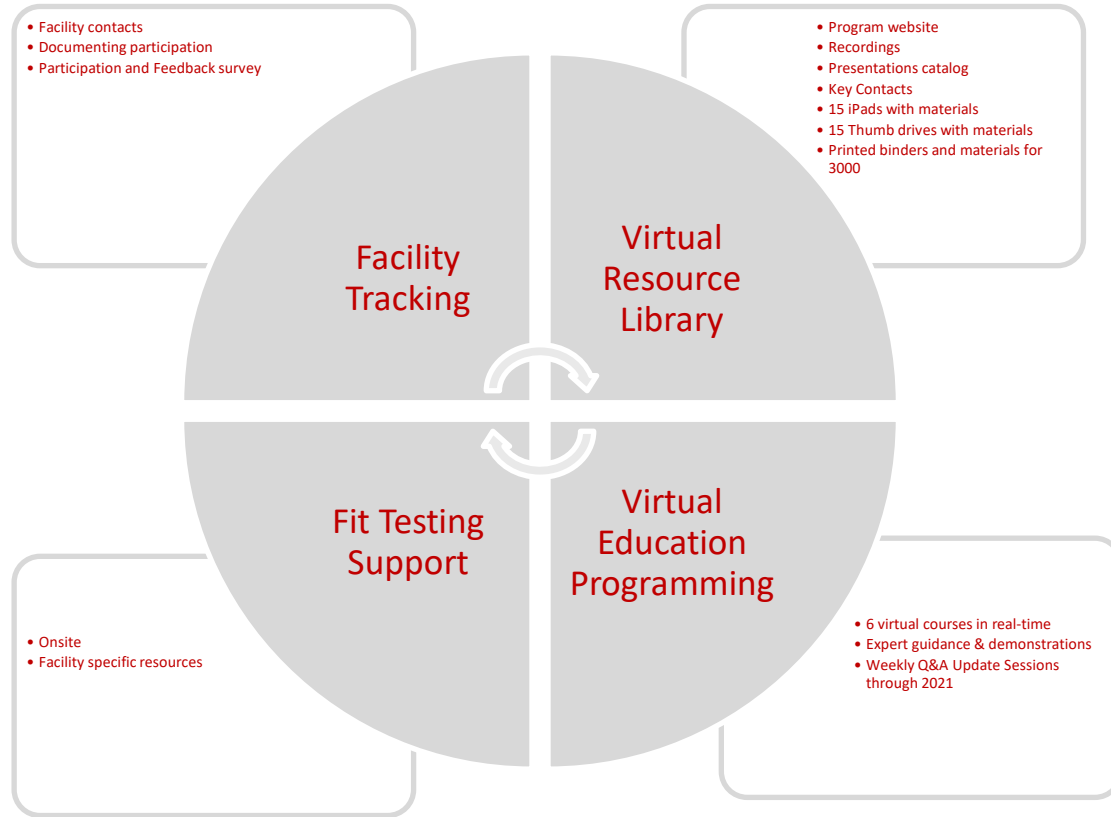 • Facility contacts
• Documenting participation
• Participation and Feedback survey
• Program website
• Recordings
• Presentations catalog
• Key Contacts
• 15 iPads with materials
• 15 Thumb drives with materials
• Printed binders and materials for
3000
Facility
Tracking
Virtual
Resource
Library
Fit Testing
Support
Virtual
Education
Programming
• Onsite
• Facility specific resources
• 6 virtual courses in real-time
• Expert guidance & demonstrations
• Weekly Q&A Update Sessions
through 2021